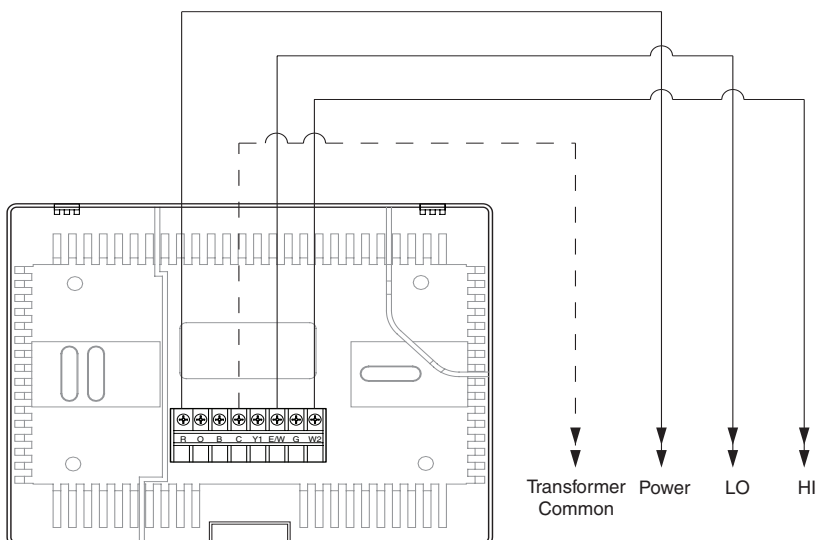 R O B C Y1 E/W G W2
Transformer Common
Power
LO
HI